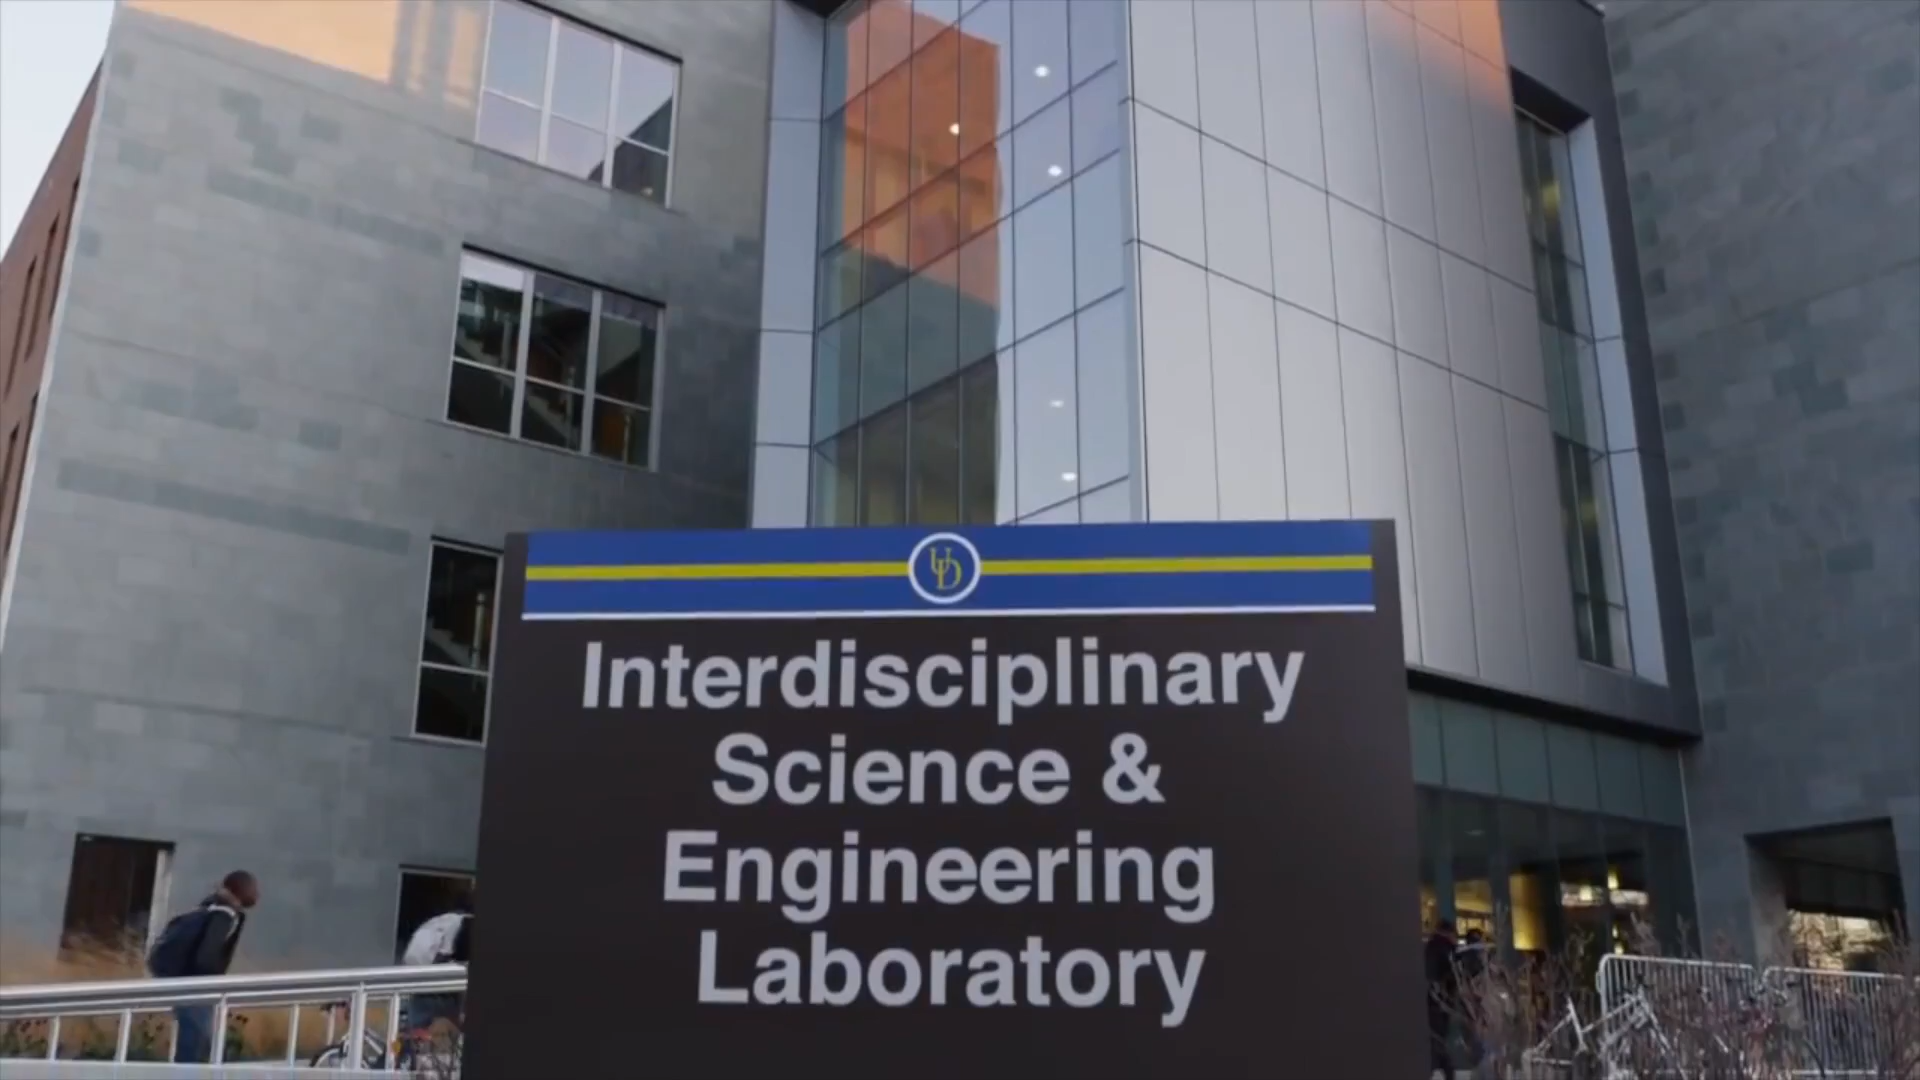 UD
Interdisciplinary
Science &
Engineering
Laboratory